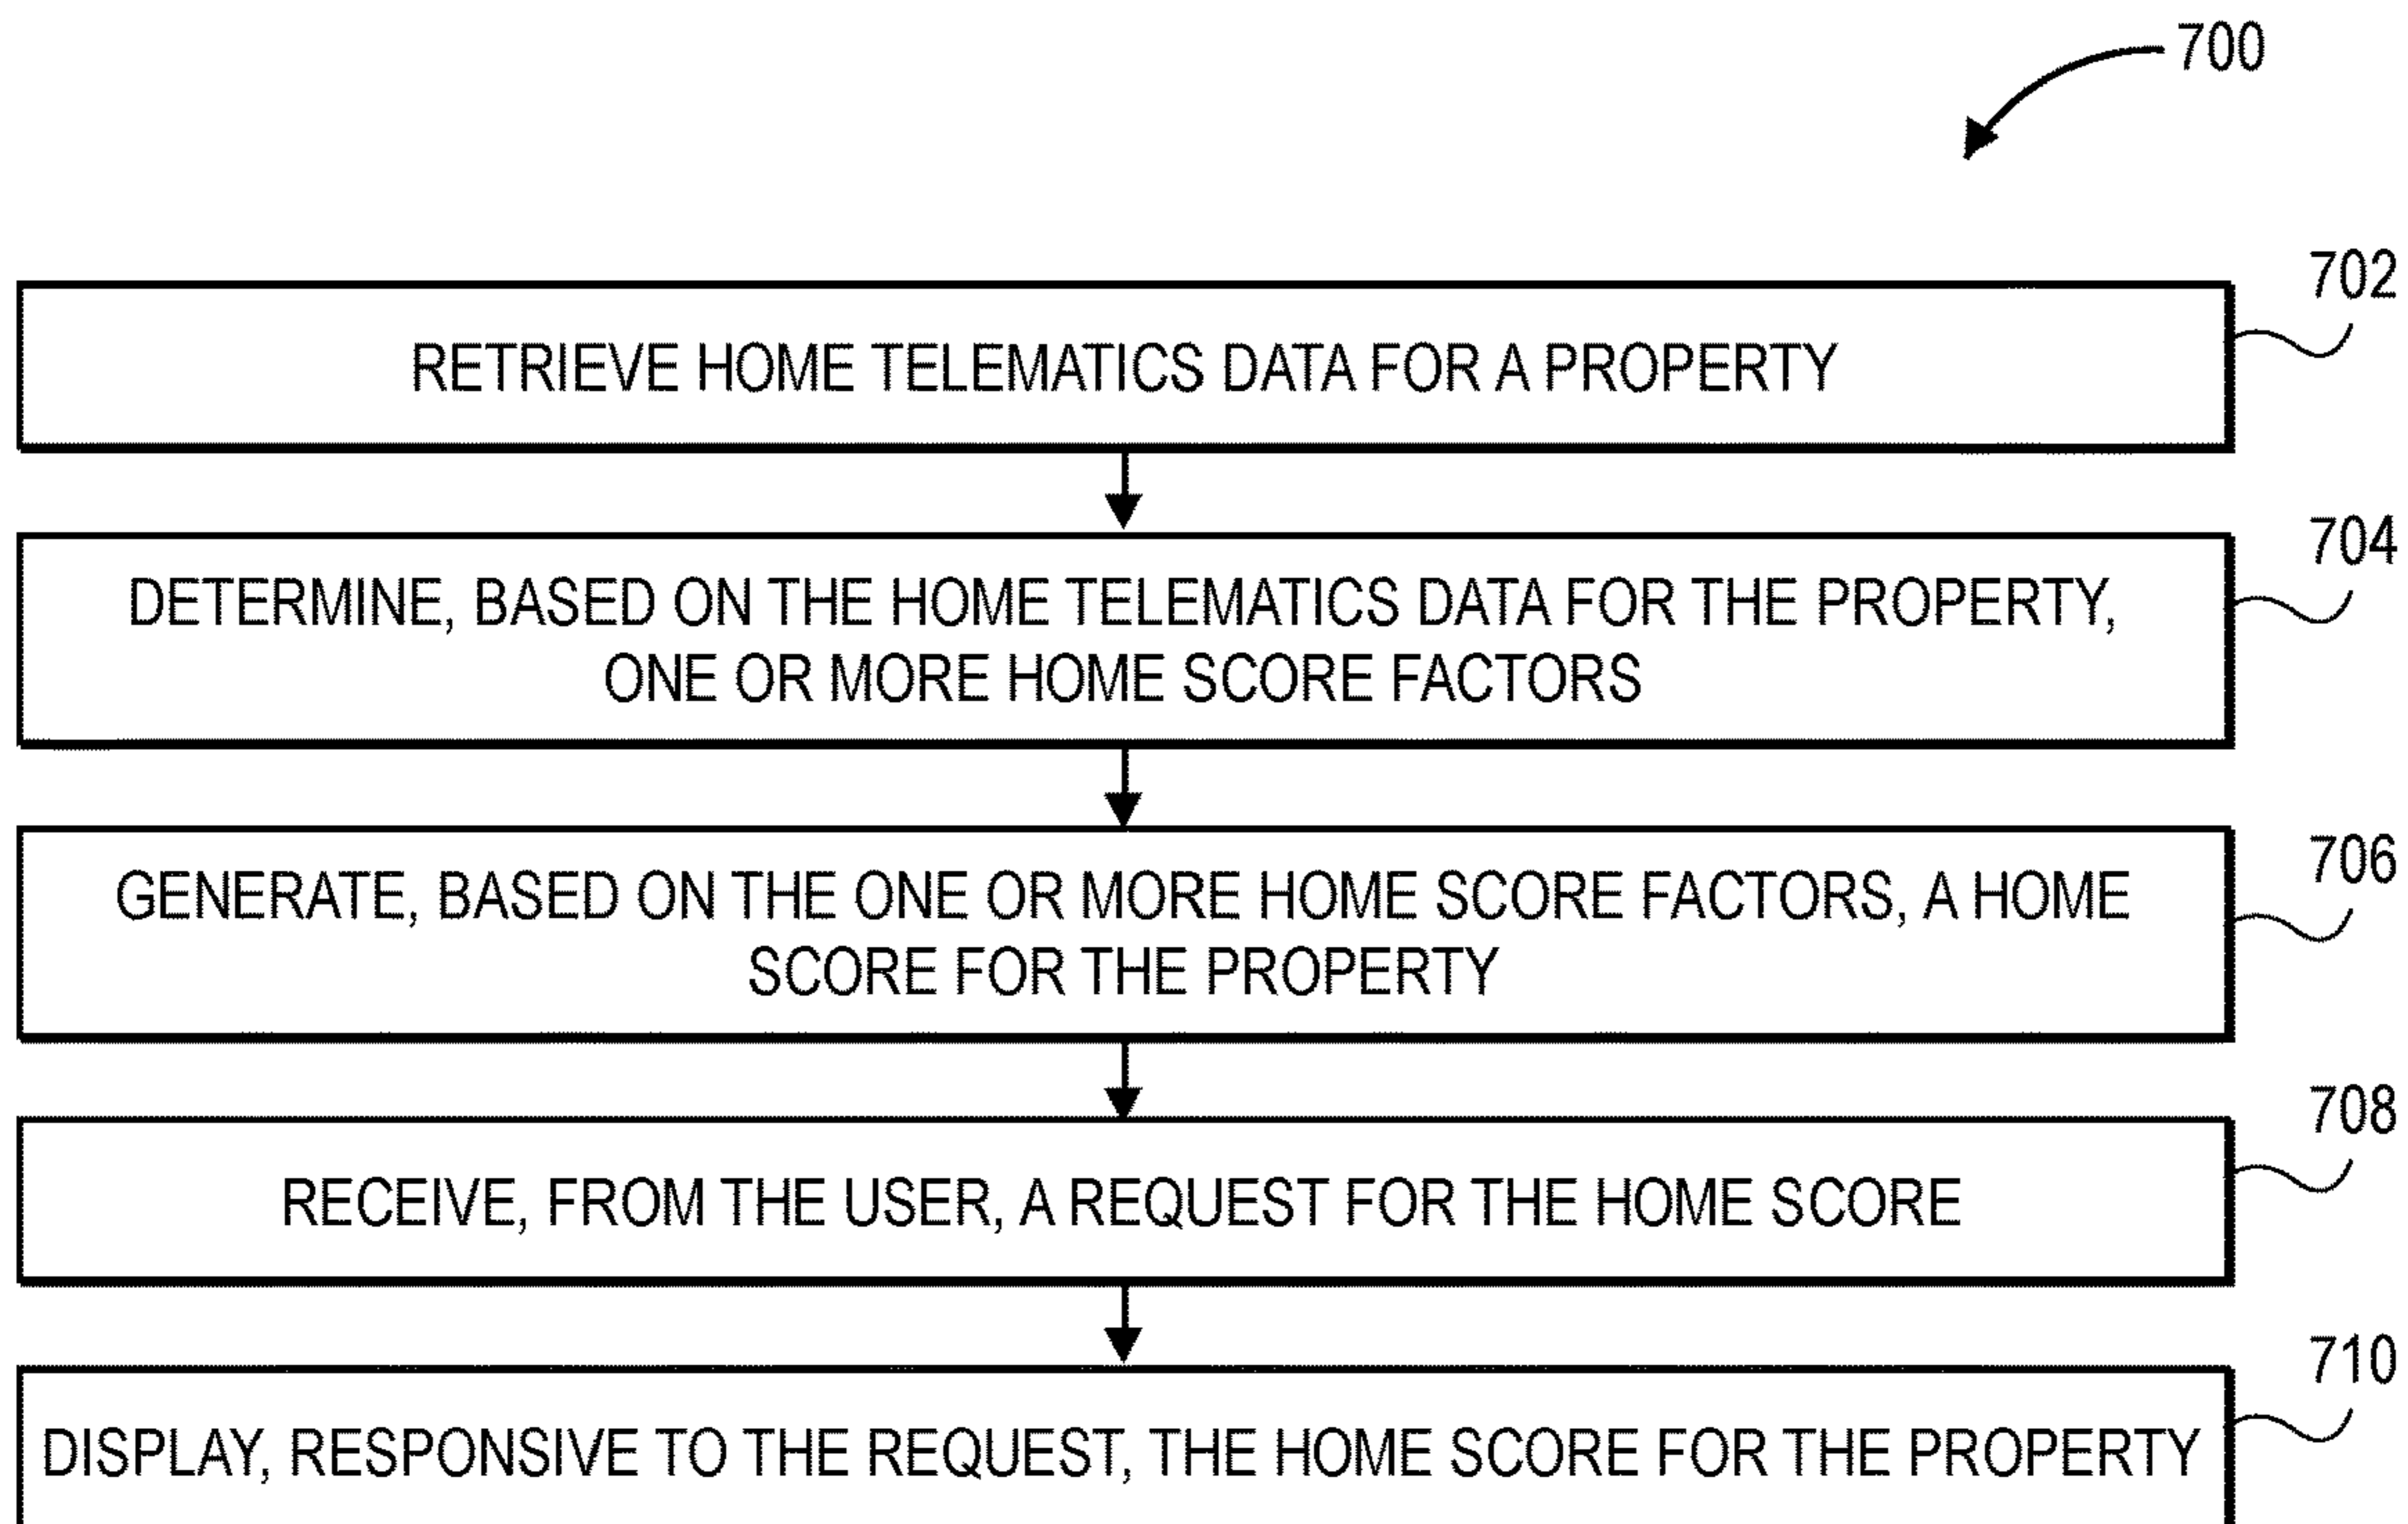 700
702
RETRIEVE HOME TELEMATICS DATA FOR A PROPERTY
704
DETERMINE, BASED ON THE HOME TELEMATICS DATA FOR THE PROPERTY,
ONE OR MORE HOME SCORE FACTORS
706
GENERATE, BASED ON THE ONE OR MORE HOME SCORE FACTORS, A HOME
SCORE FOR THE PROPERTY
708
RECEIVE, FROM THE USER, A REQUEST FOR THE HOME SCORE
710
DISPLAY, RESPONSIVE TO THE REQUEST, THE HOME SCORE FOR THE PROPERTY